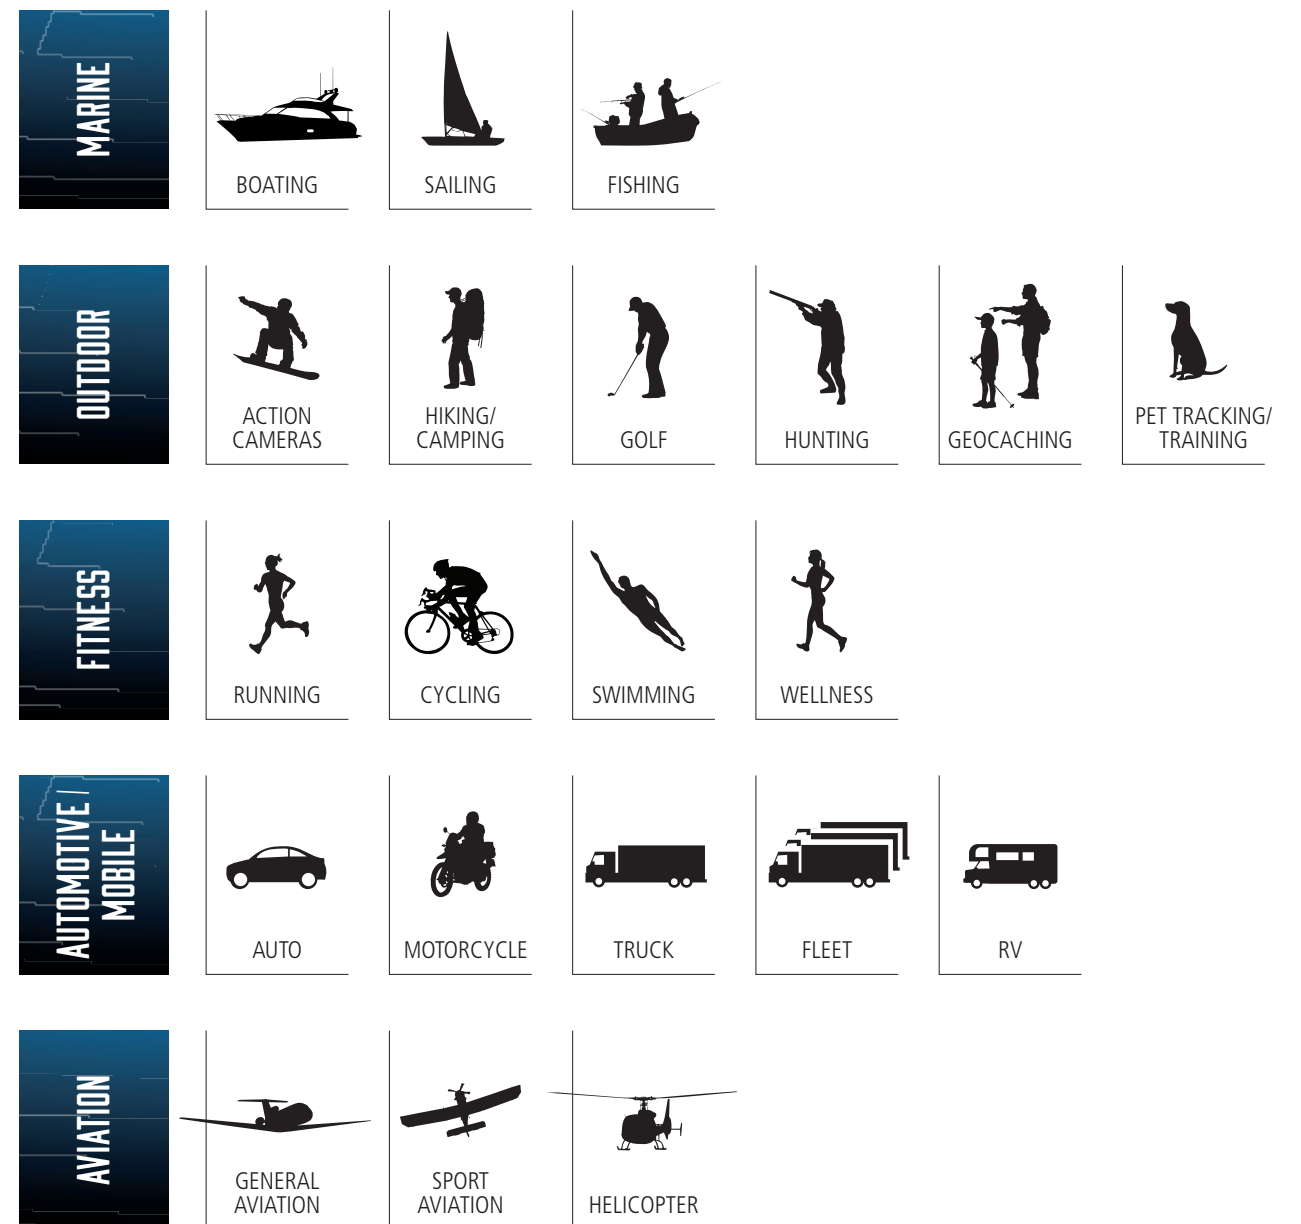 MARINE
BOATING
SAILING
FISHING
OUTDOOR
ACTION
CAMERAS
HIKING/
CAMPING
GOLF
HUNTING
GEOCACHING
PET TRACKING/
TRAINING
FITNESS
RUNNING
CYCLING
SWIMMING
WELLNESS
AUTOMOTIVE /
MOBILE
AUTO
MOTORCYCLE
TRUCK
FLEET
RV
AVIATION
GENERAL
AVIATION
SPORT
AVIATION
HELICOPTER